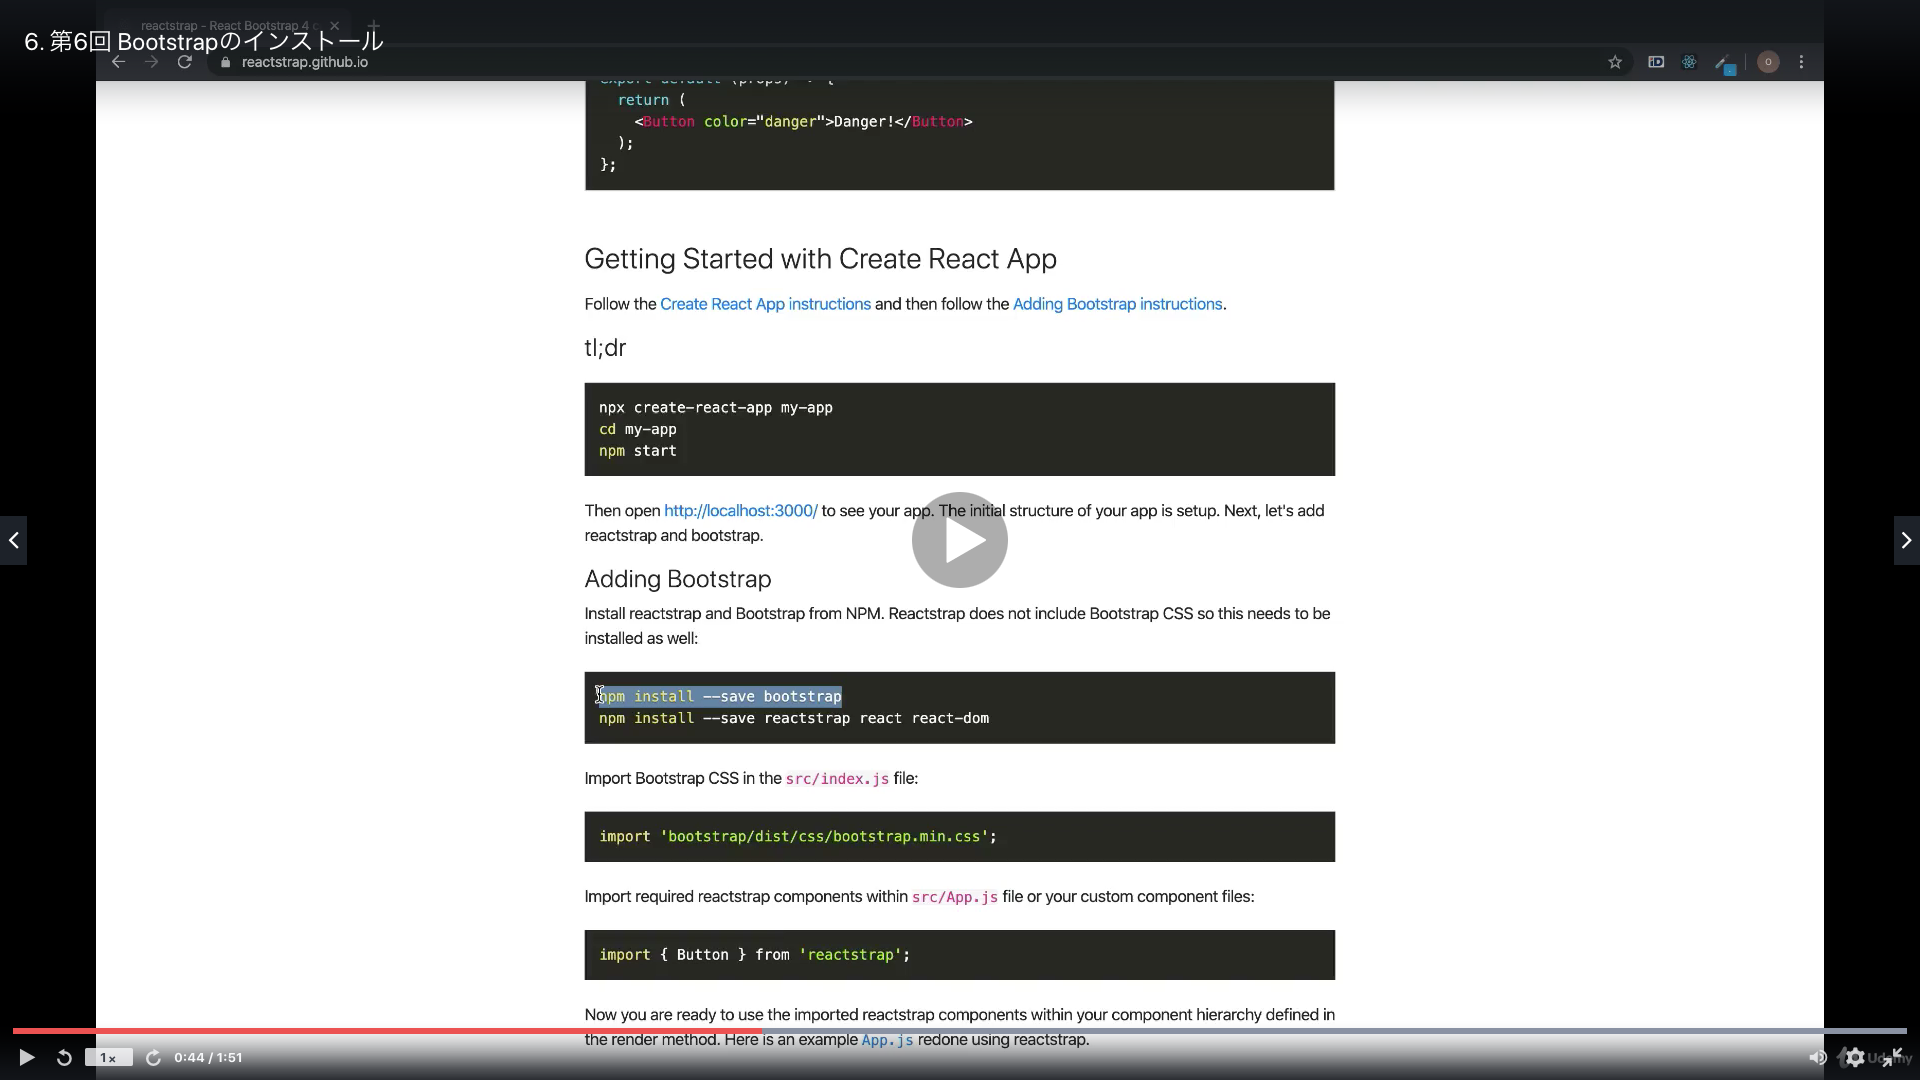 reactstrap - React Bootstrap 4 c
6. 第6回 Bootstrapのインストール
reactstrap.github.io
export default (props) => {
return (
<Button color="danger">Danger!</Button>
);
};
Getting Started with Create React App
Follow the Create React App instructions and then follow the Adding Bootstrap instructions.
tl;dr
npx create-react-app my-app
cd my-app
npm start
Then open http://localhost:3000/ to see your app. The initial structure of your app is setup. Next, let's add
reactstrap and bootstrap.
Adding Bootstrap
Install reactstrap and Bootstrap from NPM. Reactstrap does not include Bootstrap CSS so this needs to be
installed as well:
npm install --save bootstrap
npm install --save reactstrap react react-dom
Import Bootstrap CSS in the src/index.js file:
import 'bootstrap/dist/css/bootstrap.min.css';
Import required reactstrap components within src/App.js file or your custom component files:
import { Button } from 'reactstrap';
Now you are ready to use the imported reactstrap components within your component hierarchy defined in
the render method. Here is an example App.js redone using reactstrap.
1x
0:44 / 1:51
Udemy